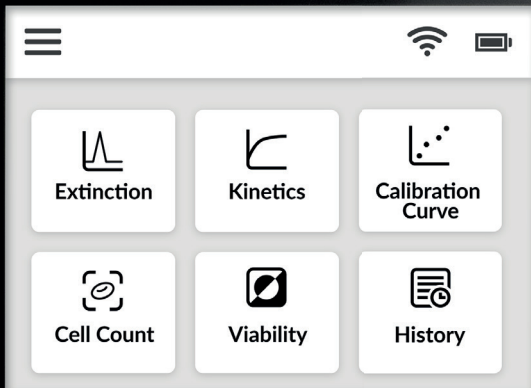 Extinction
Kinetics
Calibration
Curve
Cell Count
Viability
History